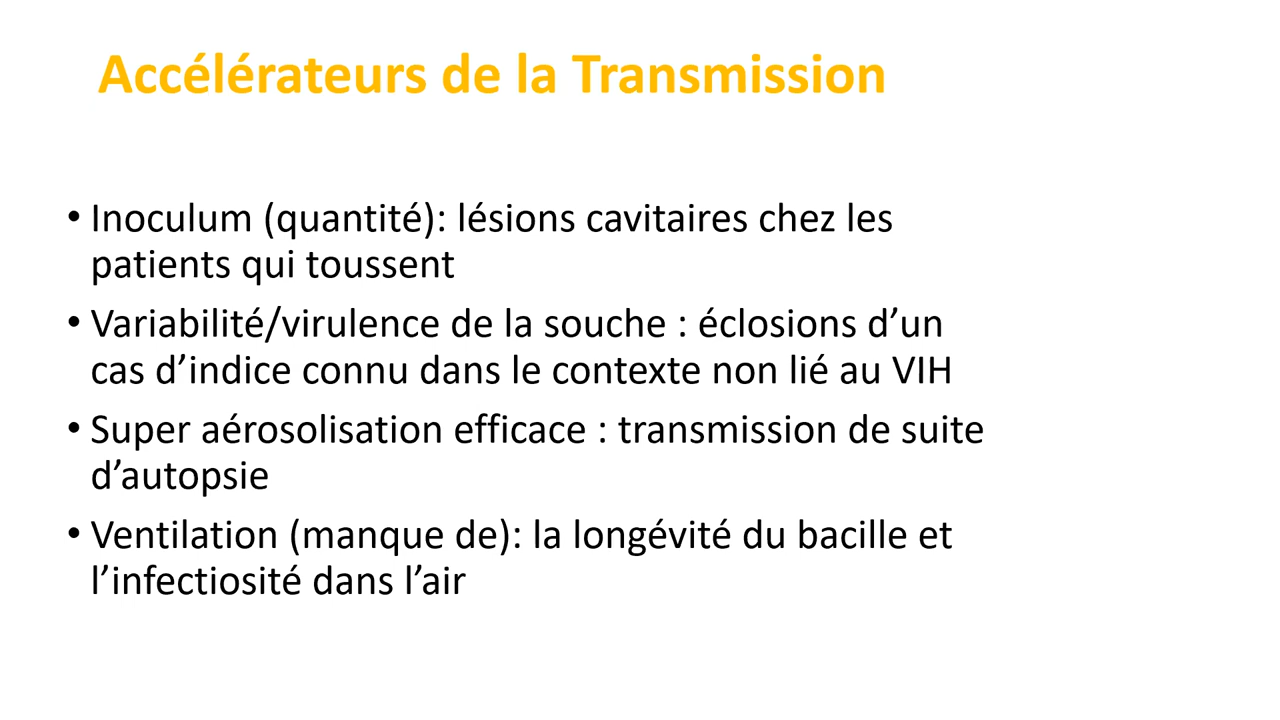 Accélérateurs de la Transmission
• Inoculum (quantité): lésions cavitaires chez les
patients qui toussent
• Variabilité/virulence de la souche : éclosions d’un
cas d’indice connu dans le contexte non lié au VIH
• Super aérosolisation efficace : transmission de suite
d’autopsie
• Ventilation (manque de): la longévité du bacille et
l’infectiosité dans l’air